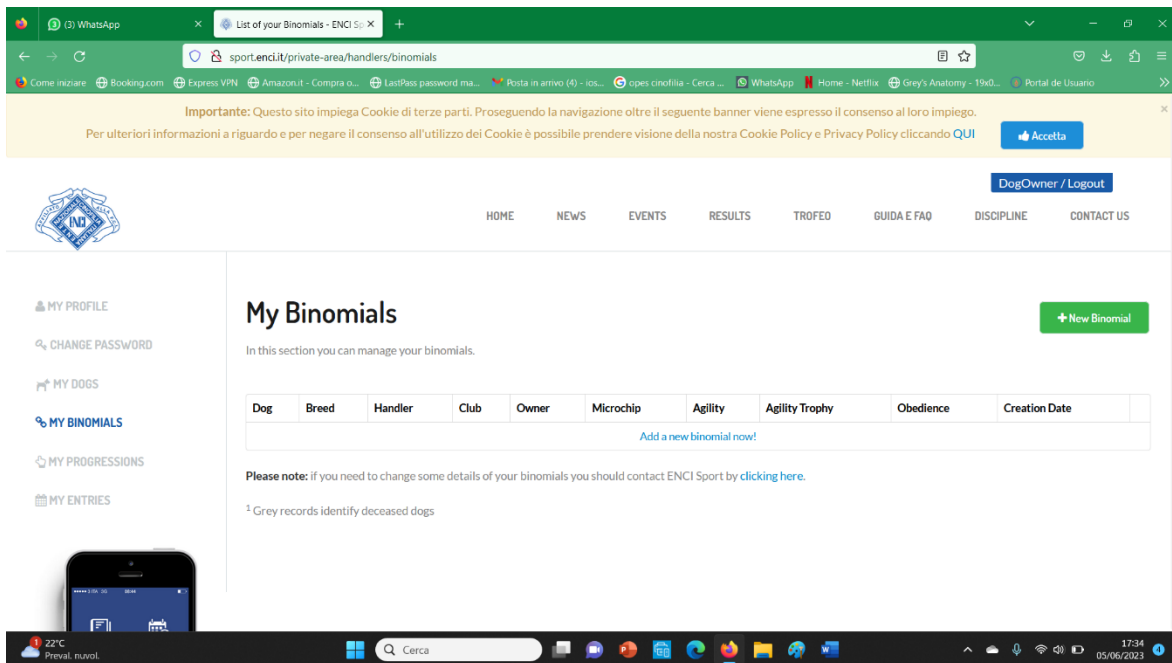 (3) WhatsApp
List of your Binomials - ENCI Sp
sport.enci.it/private-area/handlers/binomials
Come iniziare Booking.com Express VPN Amazon.it - Compra o... LastPass password ma... Posta in arrivo (4) - ios... opes cinofilia - Cerca ... WhatsApp Home - Netflix Grey's Anatomy - 19x0... Portal de Usuario
Importante: Questo sito impiega Cookie di terze parti. Proseguendo la navigazione oltre il seguente banner viene espresso il consenso al loro impiego.
Per ulteriori informazioni a riguardo e per negare il consenso all'utilizzo dei Cookie è possibile prendere visione della nostra Cookie Policy e Privacy Policy cliccando QUI
Accetta
DogOwner / Logout
ENCI
HOME NEWS EVENTS RESULTS TROFEO GUIDA E FAQ DISCIPLINE CONTACT US
MY PROFILE
CHANGE PASSWORD
MY DOGS
MY BINOMIALS
MY PROGRESSIONS
MY ENTRIES
My Binomials
+ New Binomial
In this section you can manage your binomials.
Dog Breed Handler Club Owner Microchip Agility Agility Trophy Obedience Creation Date
Add a new binomial now!
Please note: if you need to change some details of your binomials you should contact ENCI Sport by clicking here.
1 Grey records identify deceased dogs
1
22°C
Preval. nuvol.
Cerca
17:34
05/06/2023
4